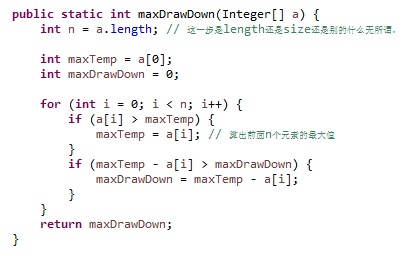 public static int maxDrawDown(Integer[] a) {
    int n = a.length; // 这一步是length还是size还是别的什么无所谓.

    int maxTemp = a[0];
    int maxDrawDown = 0;

    for (int i = 0; i < n; i++) {
        if (a[i] > maxTemp) {
            maxTemp = a[i]; // 算出前面n个元素的最大值
        }
        if (maxTemp - a[i] > maxDrawDown) {
            maxDrawDown = maxTemp - a[i];
        }
    }
    return maxDrawDown;
}